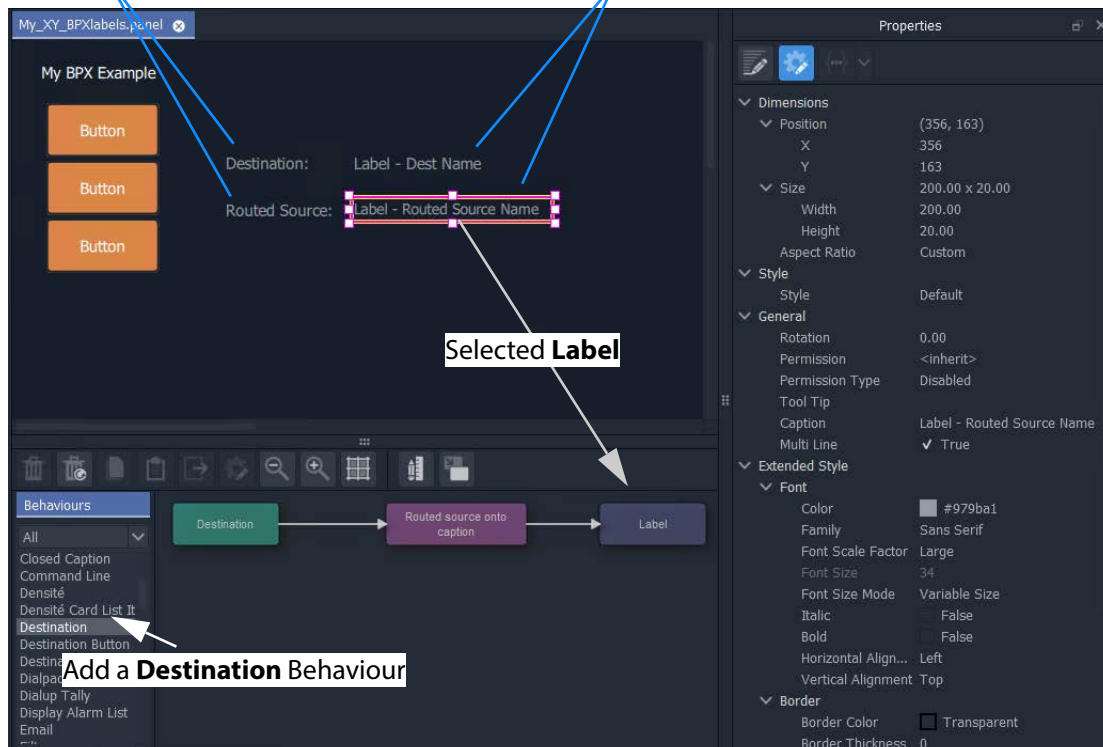 My_XY_BPXlabels.panel
Properties
My BPX Example
Button
Button
Button
Destination: Label - Dest Name
Routed Source: Label - Routed Source Name
Selected Label
Dimensions
Position (356, 163)
X 356
Y 163
Size 200.00 x 20.00
Width 200.00
Height 20.00
Aspect Ratio Custom
Style
Style Default
General
Rotation 0.00
Permission <inherit>
Permission Type Disabled
Tool Tip
Caption Label - Routed Source Name
Multi Line True
Extended Style
Font
Color #979ba1
Family Sans Serif
Font Scale Factor Large
Font Size 34
Font Size Mode Variable Size
Italic False
Bold False
Horizontal Align... Left
Vertical Alignment Top
Border
Border Color Transparent
Border Thickness 0
Behaviours
All
Closed Caption
Command Line
Densité
Densité Card List It
Destination
Destination Button
Dialup Tally
Display Alarm List
Email
Destination
Routed source onto
caption
Label
Add a Destination Behaviour